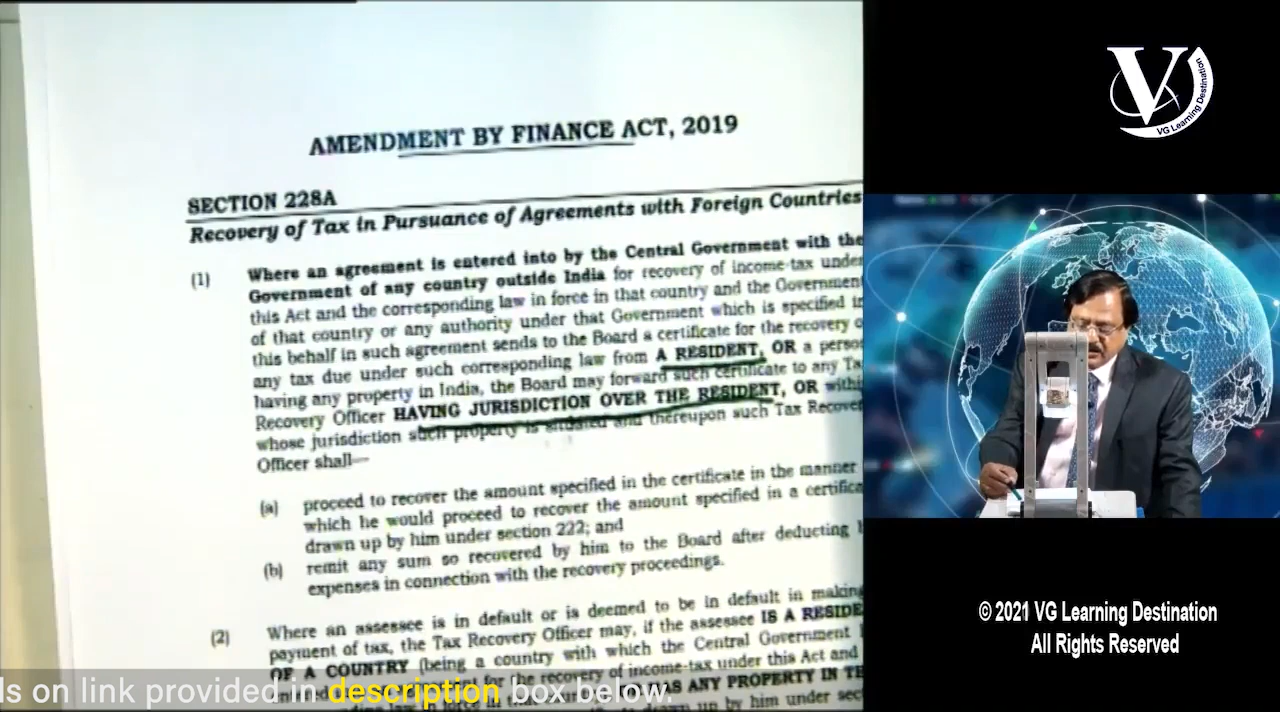 AMENDMENT BY FINANCE ACT, 2019
SECTION 228A
Recovery of Tax in Pursuance of Agreements with Foreign Countries
(1) Where an agreement is entered into by the Central Government with the
Government of any country outside India for recovery of income-tax under
this Act and the corresponding law in force in that country and the Government
of that country or any authority under that Government which is specified in
this behalf in such agreement sends to the Board a certificate for the recovery
any tax due under such corresponding law from A RESIDENT, OR a person
having any property in India, the Board may forward such certificate to any
Recovery Officer HAVING JURISDICTION OVER THE RESIDENT, OR within
whose jurisdiction such property is situated and thereupon such Tax
Officer shall—
(a) proceed to recover the amount specified in the certificate in the manner
which he would proceed to recover the amount specified in a
drawn up by him under section 222; and
(b) remit any sum so recovered by him to the Board after deducting
expenses in connection with the recovery proceedings.
(2) Where an assessee is in default or is deemed to be in default in making
payment of tax, the Tax Recovery Officer may, if the assessee IS A
OF A COUNTRY (being a country with which the Central Government
for the recovery of income-tax under this Act and
HAS ANY PROPERTY IN
drawn up by him under
ls on link provided in description box below.
V
VG Learning Destination
© 2021 VG Learning Destination
All Rights Reserved